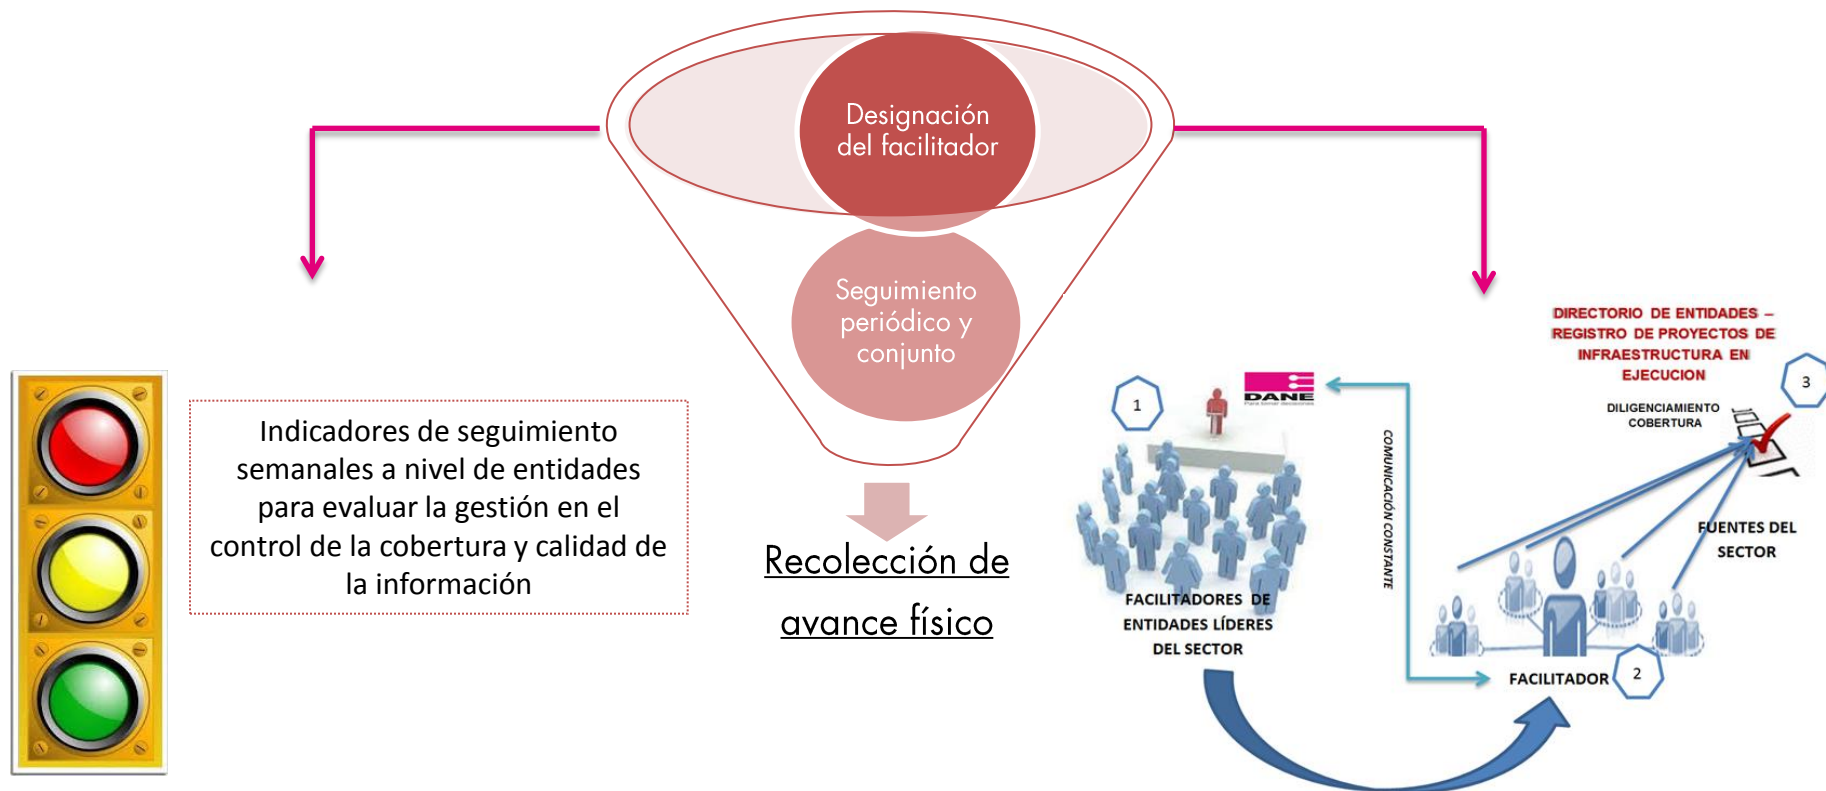 Designación
del facilitador
Seguimiento
periódico y
conjunto
Recolección de
avance físico
Indicadores de seguimiento
semanales a nivel de entidades
para evaluar la gestión en el
control de la cobertura y calidad de
la información
1
DANE
Para tomar decisiones
FACILITADORES DE
ENTIDADES LÍDERES
DEL SECTOR
COMUNICACIÓN CONSTANTE
DIRECTORIO DE ENTIDADES –
REGISTRO DE PROYECTOS DE
INFRAESTRUCTURA EN
EJECUCION
3
DILIGENCIAMIENTO
COBERTURA
FUENTES DEL
SECTOR
FACILITADOR
2